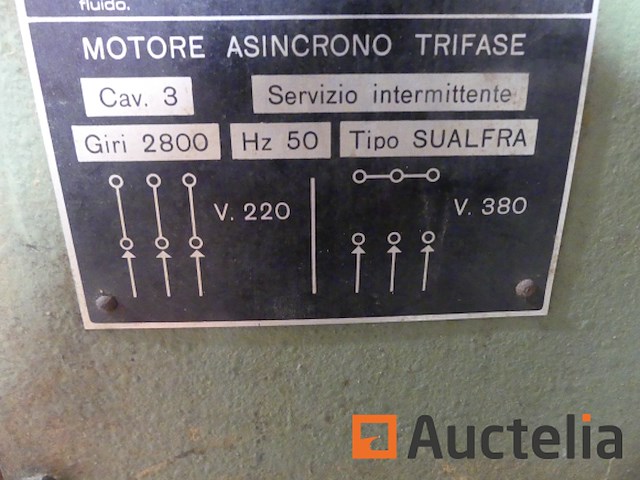 fluido.
MOTORE ASINCRONO TRIFASE
Cav. 3 Servizio intermittente
Giri 2800 Hz 50 Tipo SUALFRA
V. 220 V. 380
Auctelia